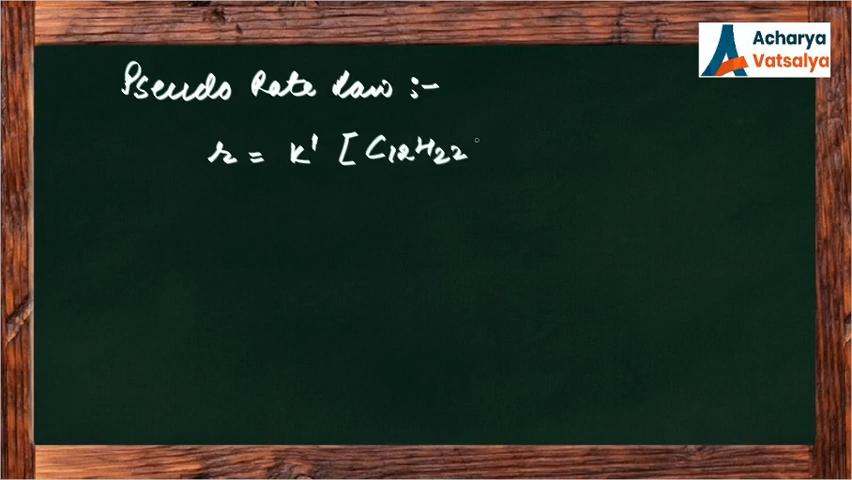 Acharya
Vatsalya
Pseudo Rate Law :-
r = K' [ C₁₂H₂₂